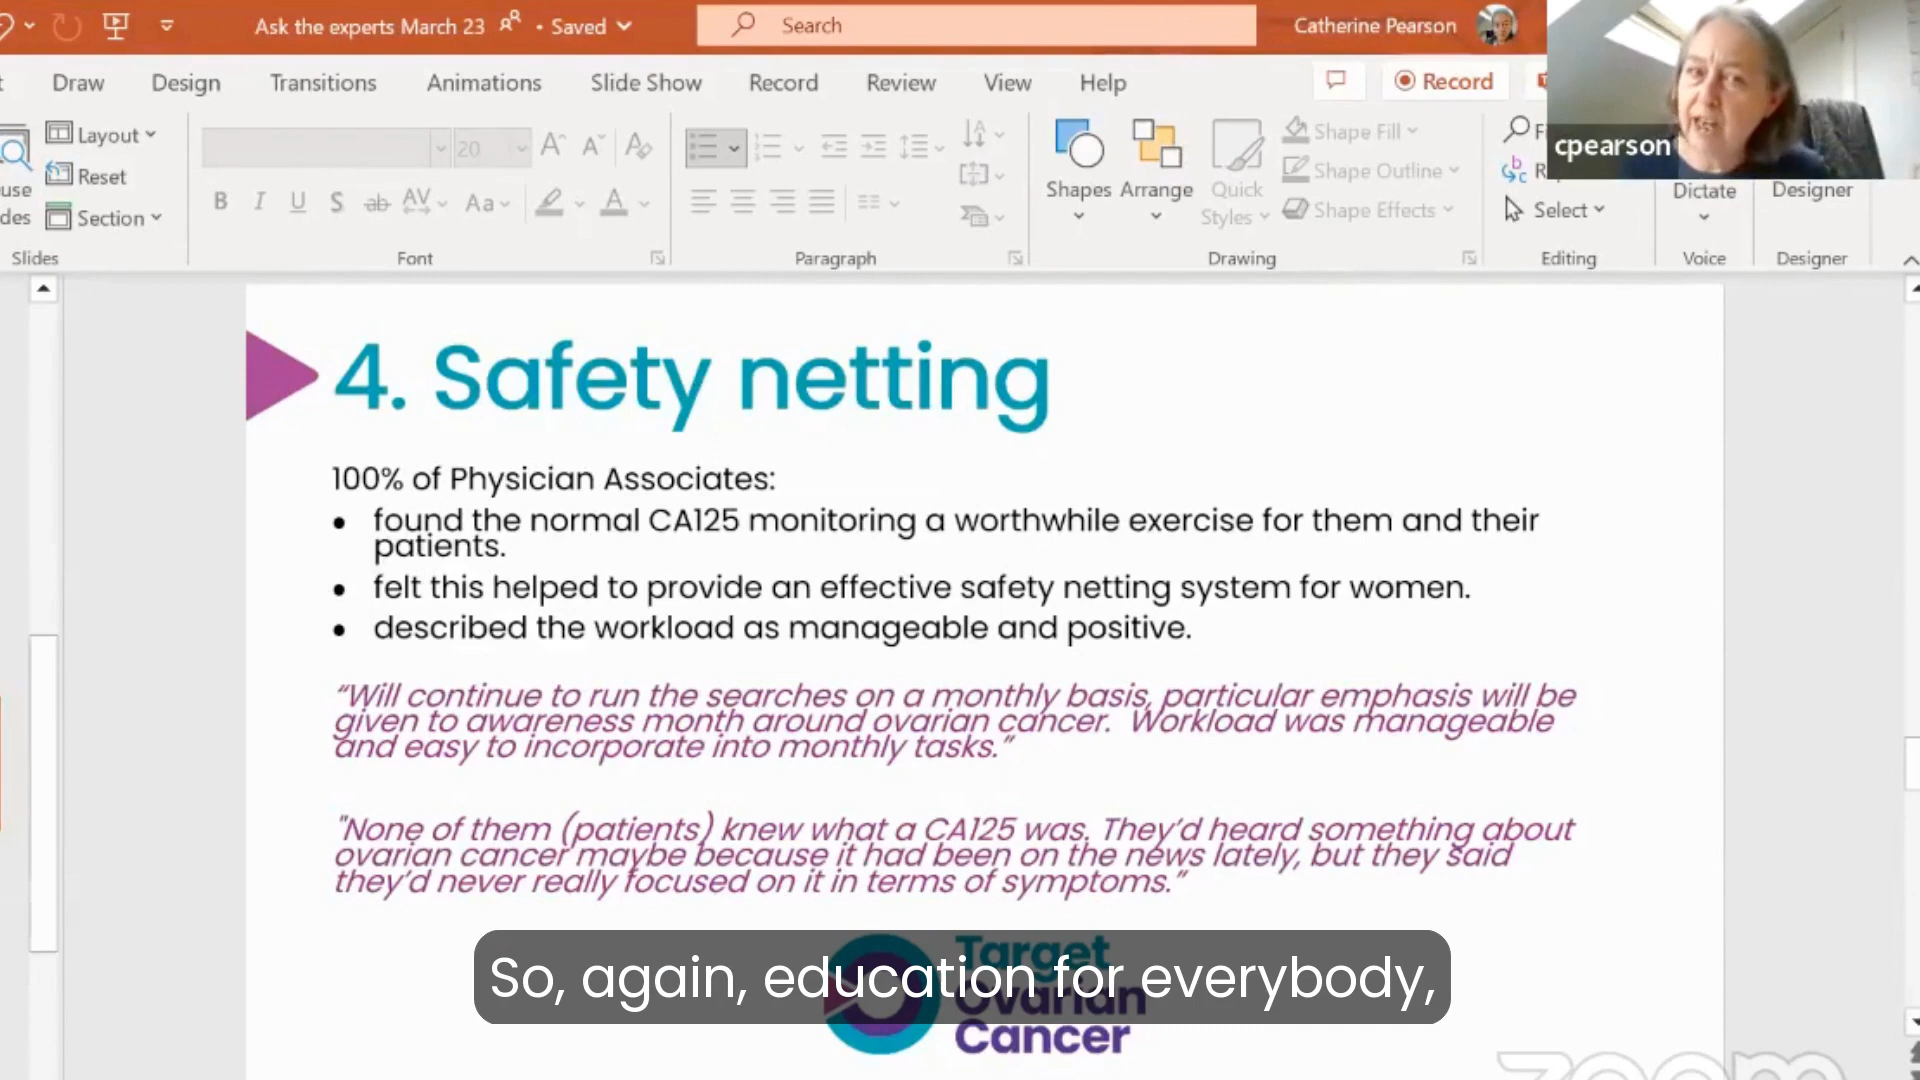 Ask the experts March 23 • Saved
Search
Catherine Pearson
Draw Design Transitions Animations Slide Show Record Review View Help
Record
Layout
Reset
Section
Slides
20
B I U S ab AV Aa A
Font
Paragraph
Shapes
Arrange
Quick
Styles
Shape Fill
Shape Outline
Shape Effects
Drawing
Select
Editing
Dictate
Voice
Designer
Designer
cpearson
4. Safety netting
100% of Physician Associates:
• found the normal CA125 monitoring a worthwhile exercise for them and their
patients.
• felt this helped to provide an effective safety netting system for women.
• described the workload as manageable and positive.
“Will continue to run the searches on a monthly basis, particular emphasis will be
given to awareness month around ovarian cancer.  Workload was manageable
and easy to incorporate into monthly tasks.”
"None of them (patients) knew what a CA125 was. They’d heard something about
ovarian cancer maybe because it had been on the news lately, but they said
they’d never really focused on it in terms of symptoms.”
So, again, education for everybody,
Target
Ovarian
Cancer
zoom